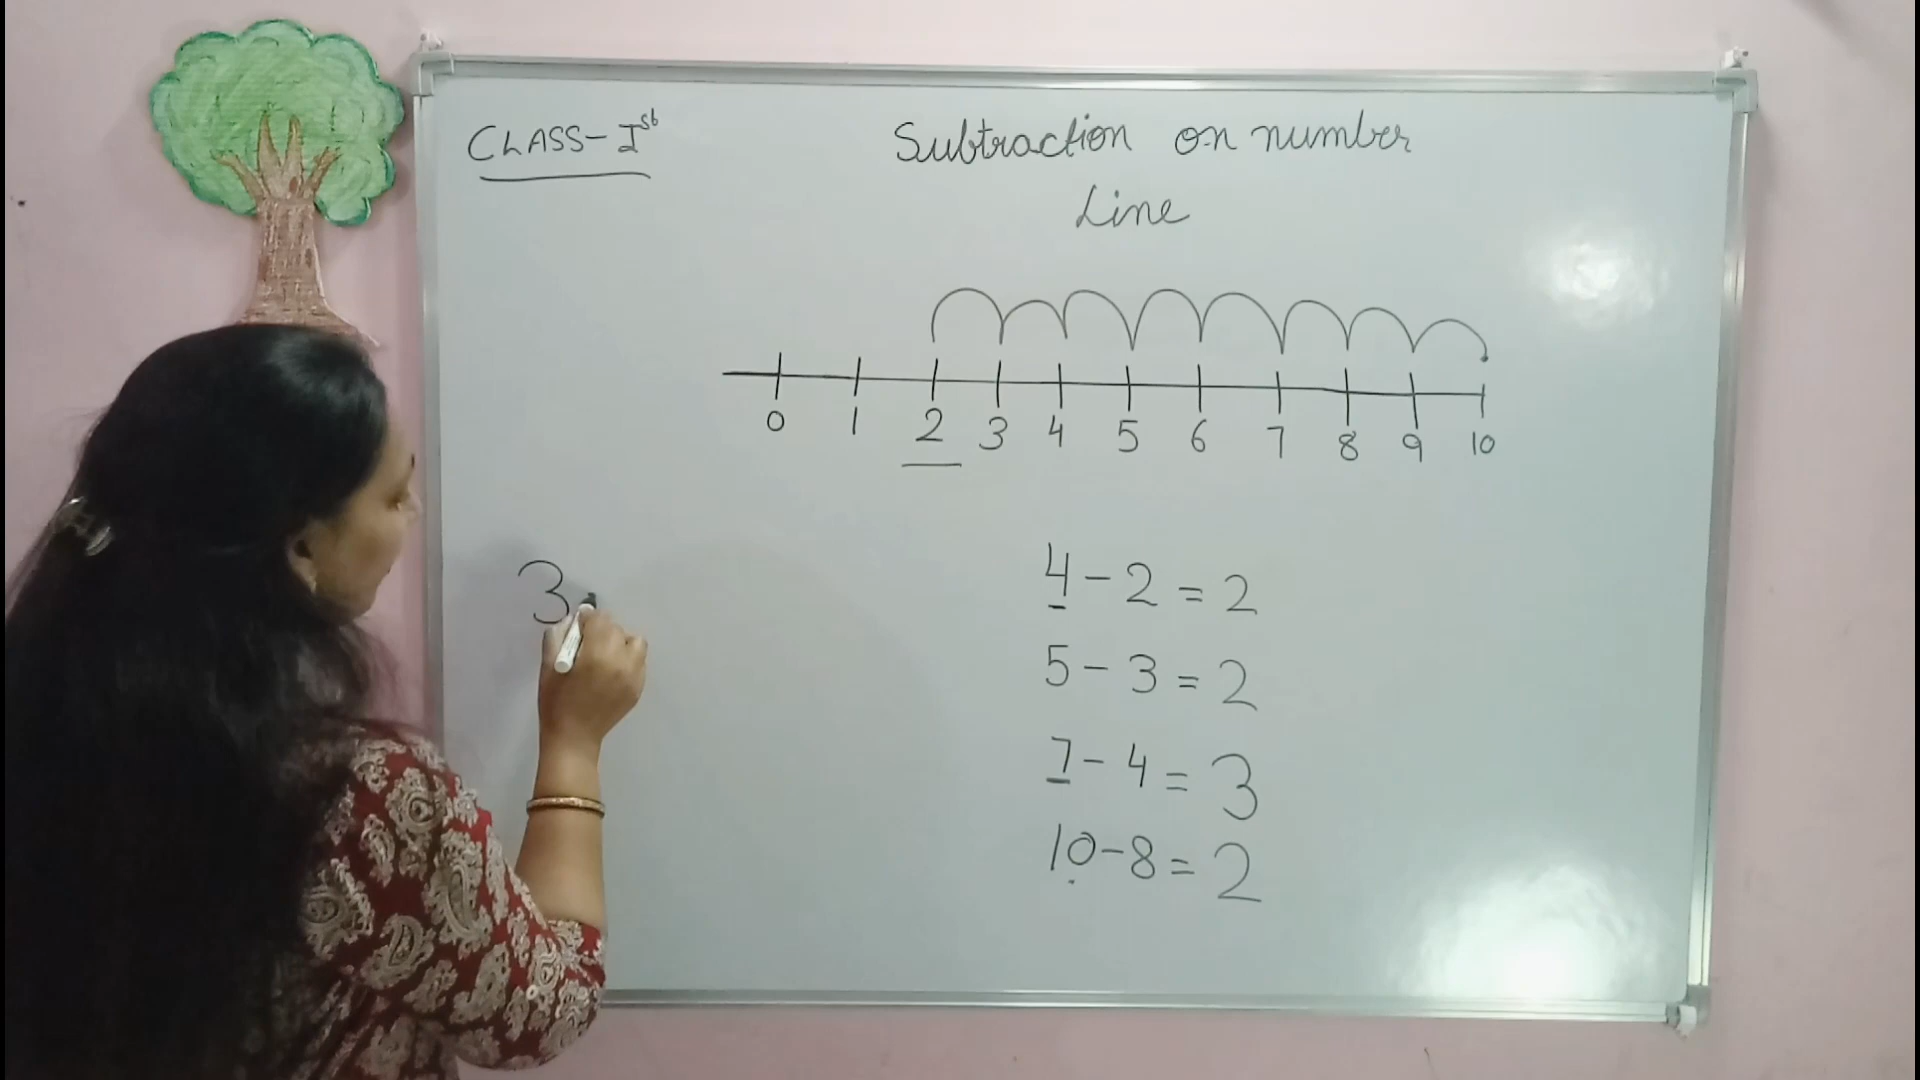 CLASS-Ist
Subtraction on number
Line
0 1 2 3 4 5 6 7 8 9 10
4-2=2
5-3=2
7-4=3
10-8=2
3